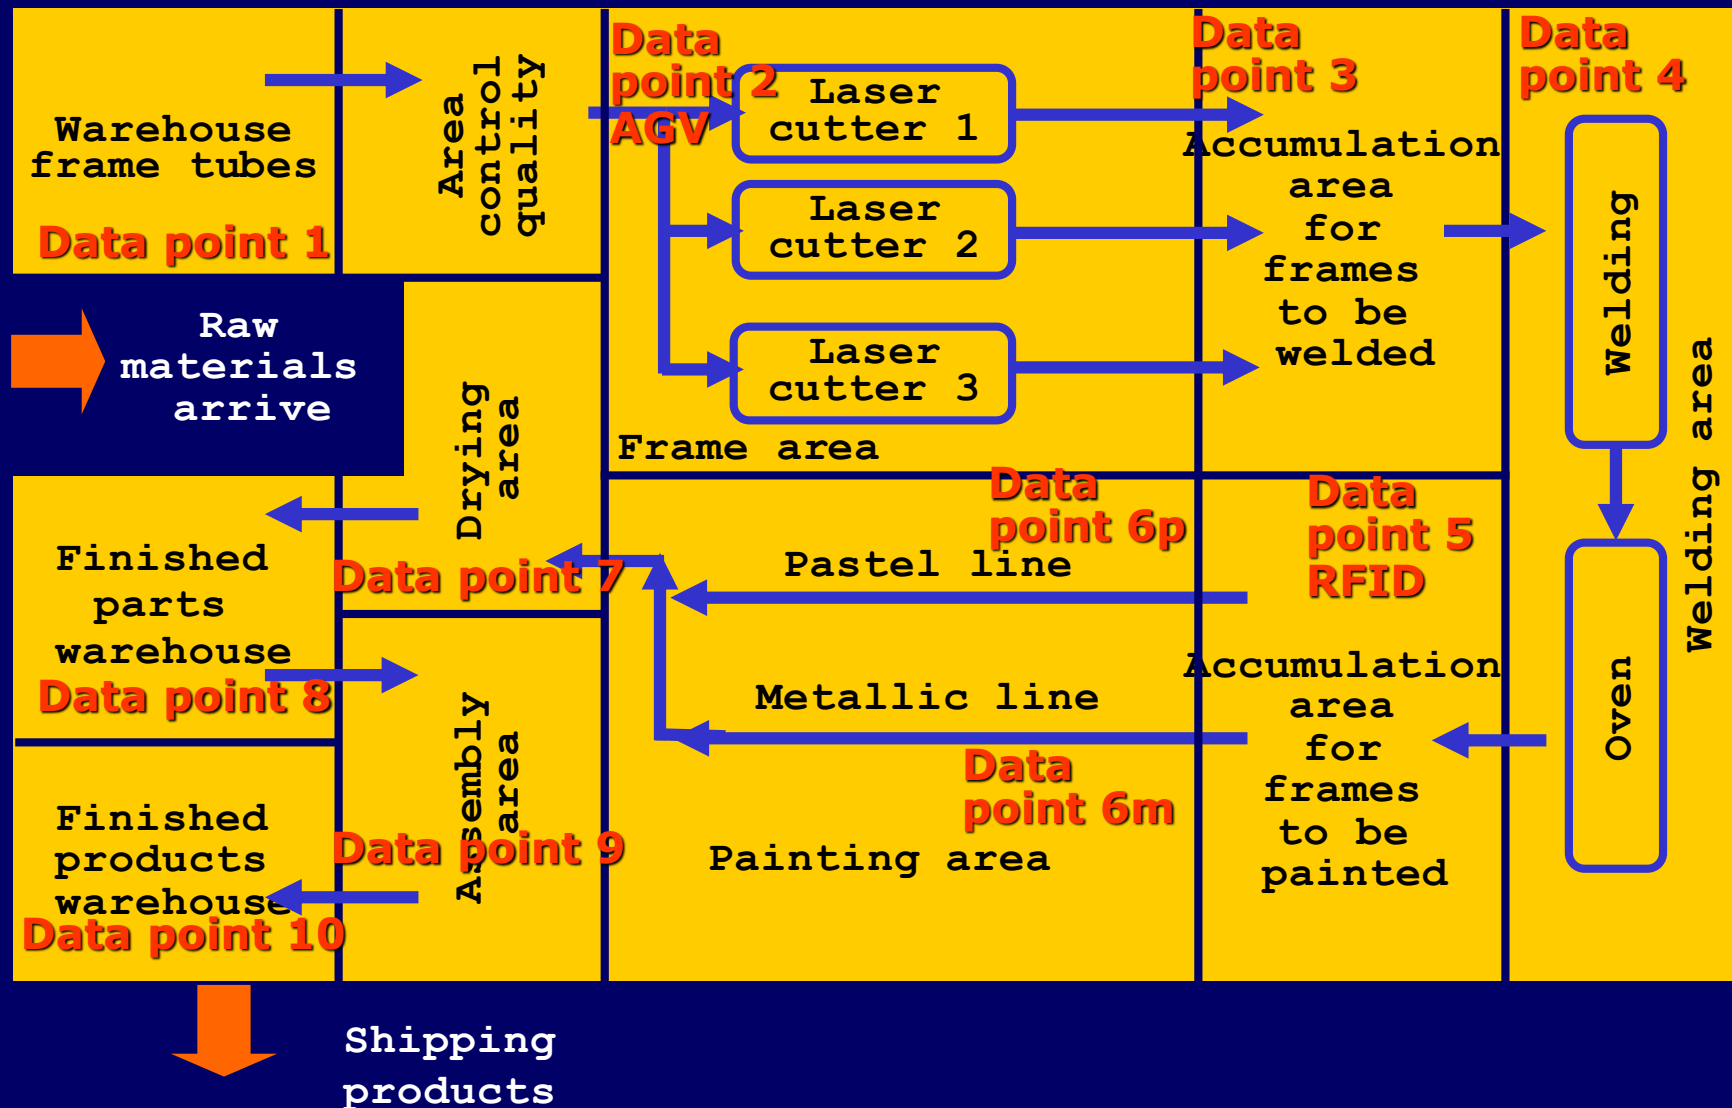 Warehouse
frame tubes
Data point 1
Area
control
quality
Data
point 2
AGV
Laser
cutter 1
Laser
cutter 2
Laser
cutter 3
Frame area
Data
point 3
Accumulation
area
for
frames
to be
welded
Data
point 4
Welding
Oven
Welding area
Raw
materials
arrive
Drying
area
Data point 7
Data
point 6p
Pastel line
Metallic line
Data
point 6m
Painting area
Data
point 5
RFID
Accumulation
area
for
frames
to be
painted
Finished
parts
warehouse
Data point 8
Assembly
area
Data point 9
Finished
products
warehouse
Data point 10
Shipping
products